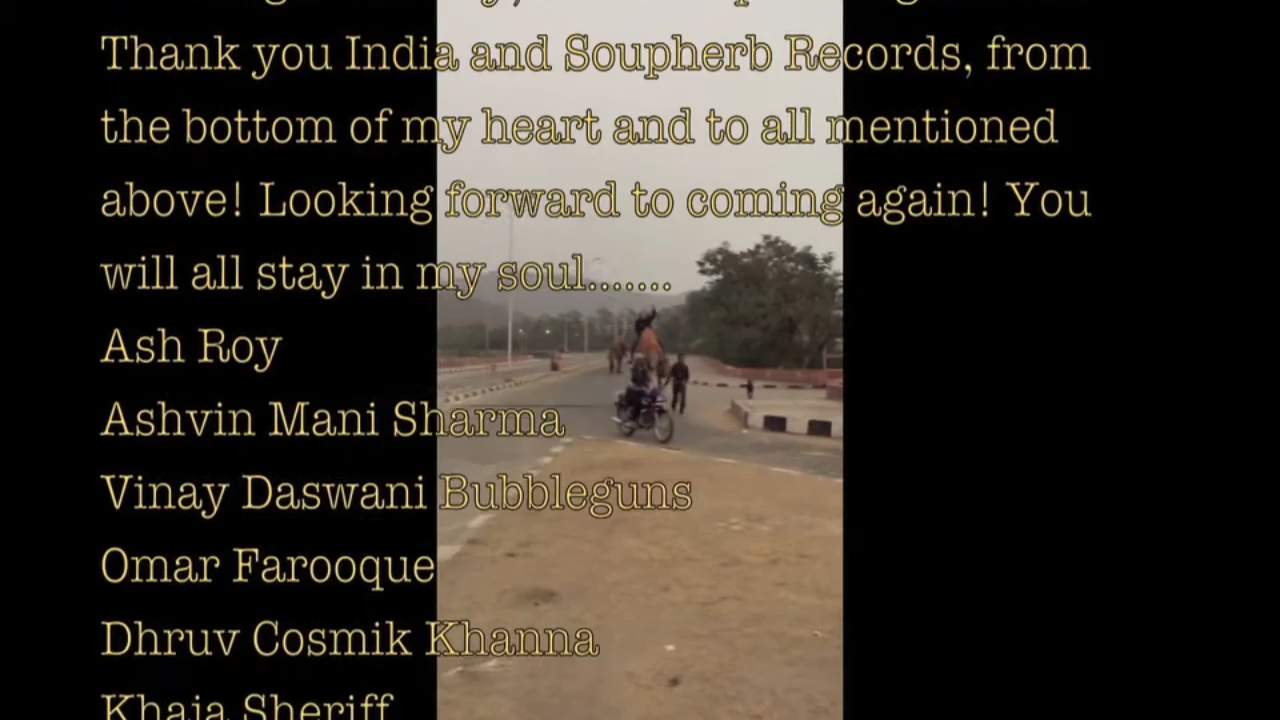 Thank you India and Soupherb Records, from
the bottom of my heart and to all mentioned
above! Looking forward to coming again! You
will all stay in my soul.......
Ash Roy
Ashvin Mani Sharma
Vinay Daswani Bubbleguns
Omar Farooque
Dhruv Cosmik Khanna
Khaja Sheriff